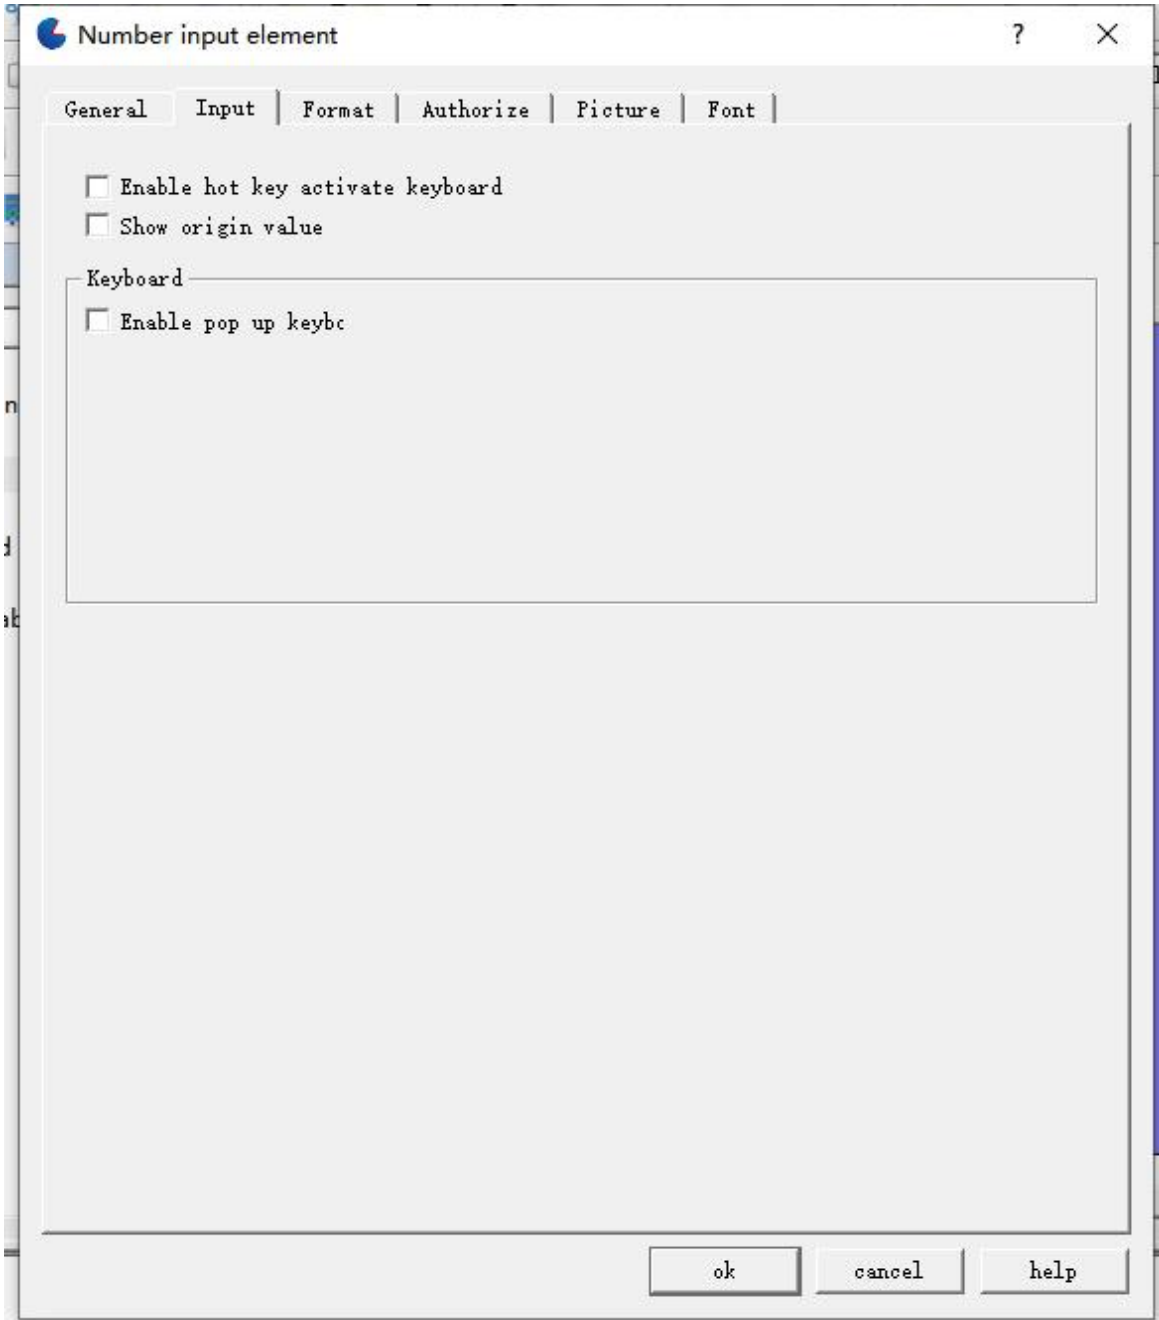 Number input element ?
General Input Format Authorize Picture Font
Enable hot key activate keyboard
Show origin value
Keyboard
Enable pop up keybc
n
d
ab
ok cancel help